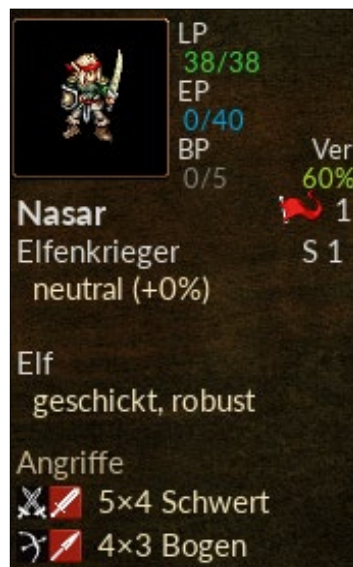 LP
38/38
EP
0/40
BP Ver
0/5 60%
Nasar 1
Elfenkrieger S 1
neutral (+0%)
Elf
geschickt, robust
Angriffe
5×4 Schwert
4×3 Bogen